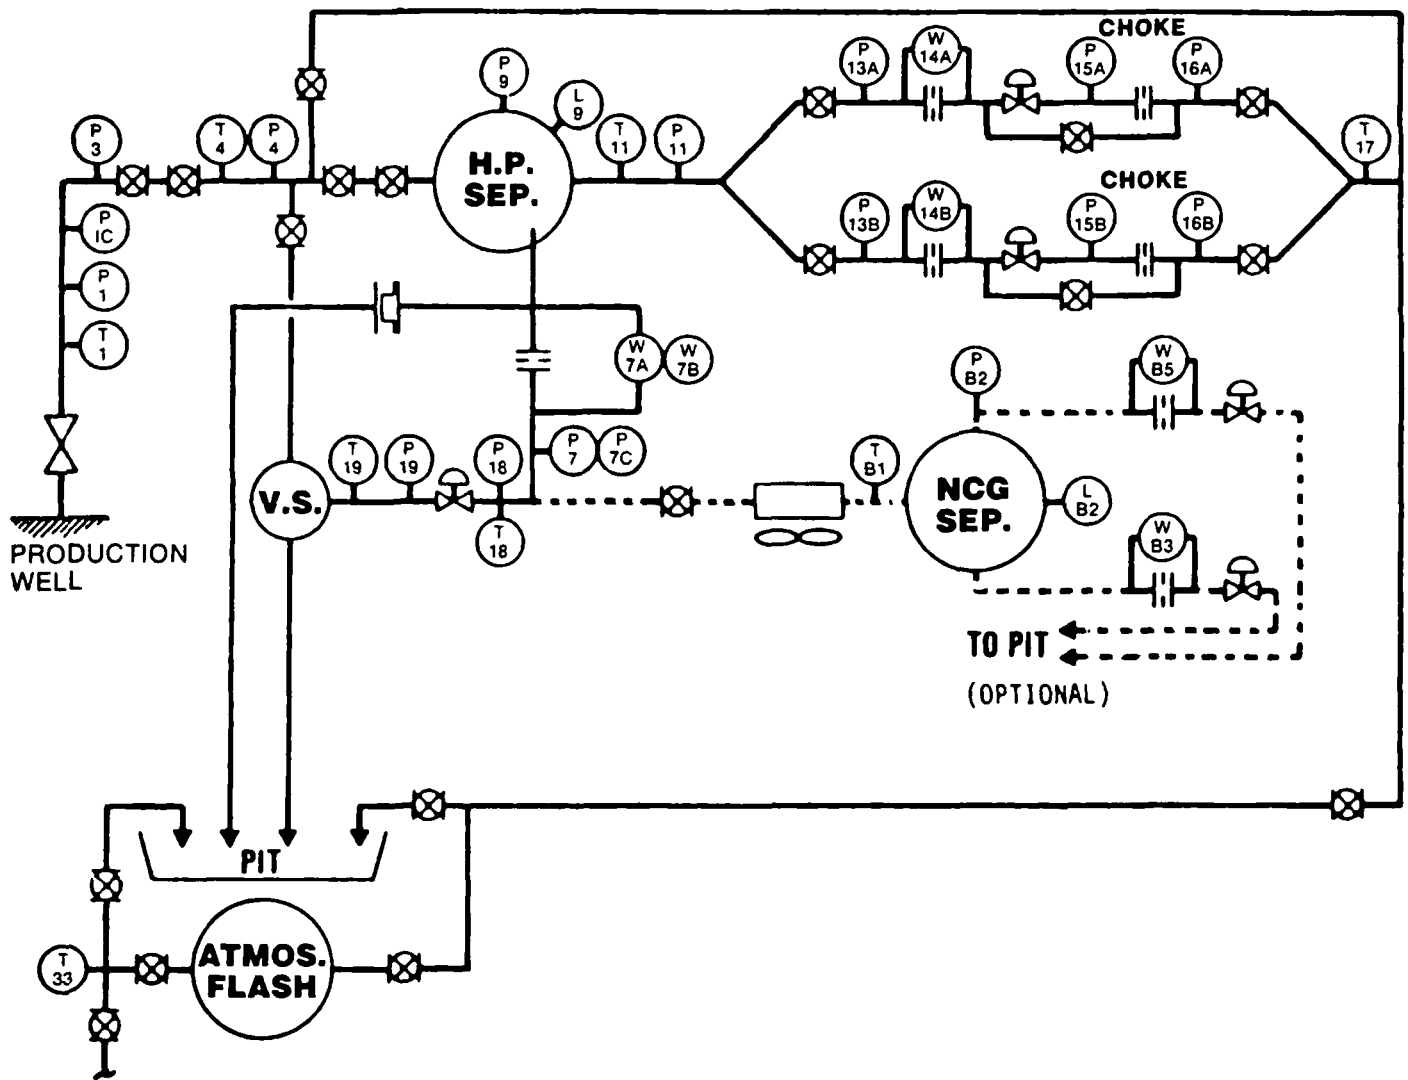 CHOKE
P
13A
W
14A
P
15A
P
16A
P
9
L
9
P
3
T
4
P
4
T
11
P
11
T
17
H.P.
SEP.
CHOKE
P
13B
W
14B
P
15B
P
16B
P
1C
P
1
T
1
W
7A
W
7B
P
B2
W
B5
T
19
P
19
P
18
P
7
P
7C
T
B1
V.S.
NCG
SEP.
L
B2
T
18
W
B3
PRODUCTION
WELL
TO PIT
(OPTIONAL)
PIT
ATMOS.
FLASH
T
33